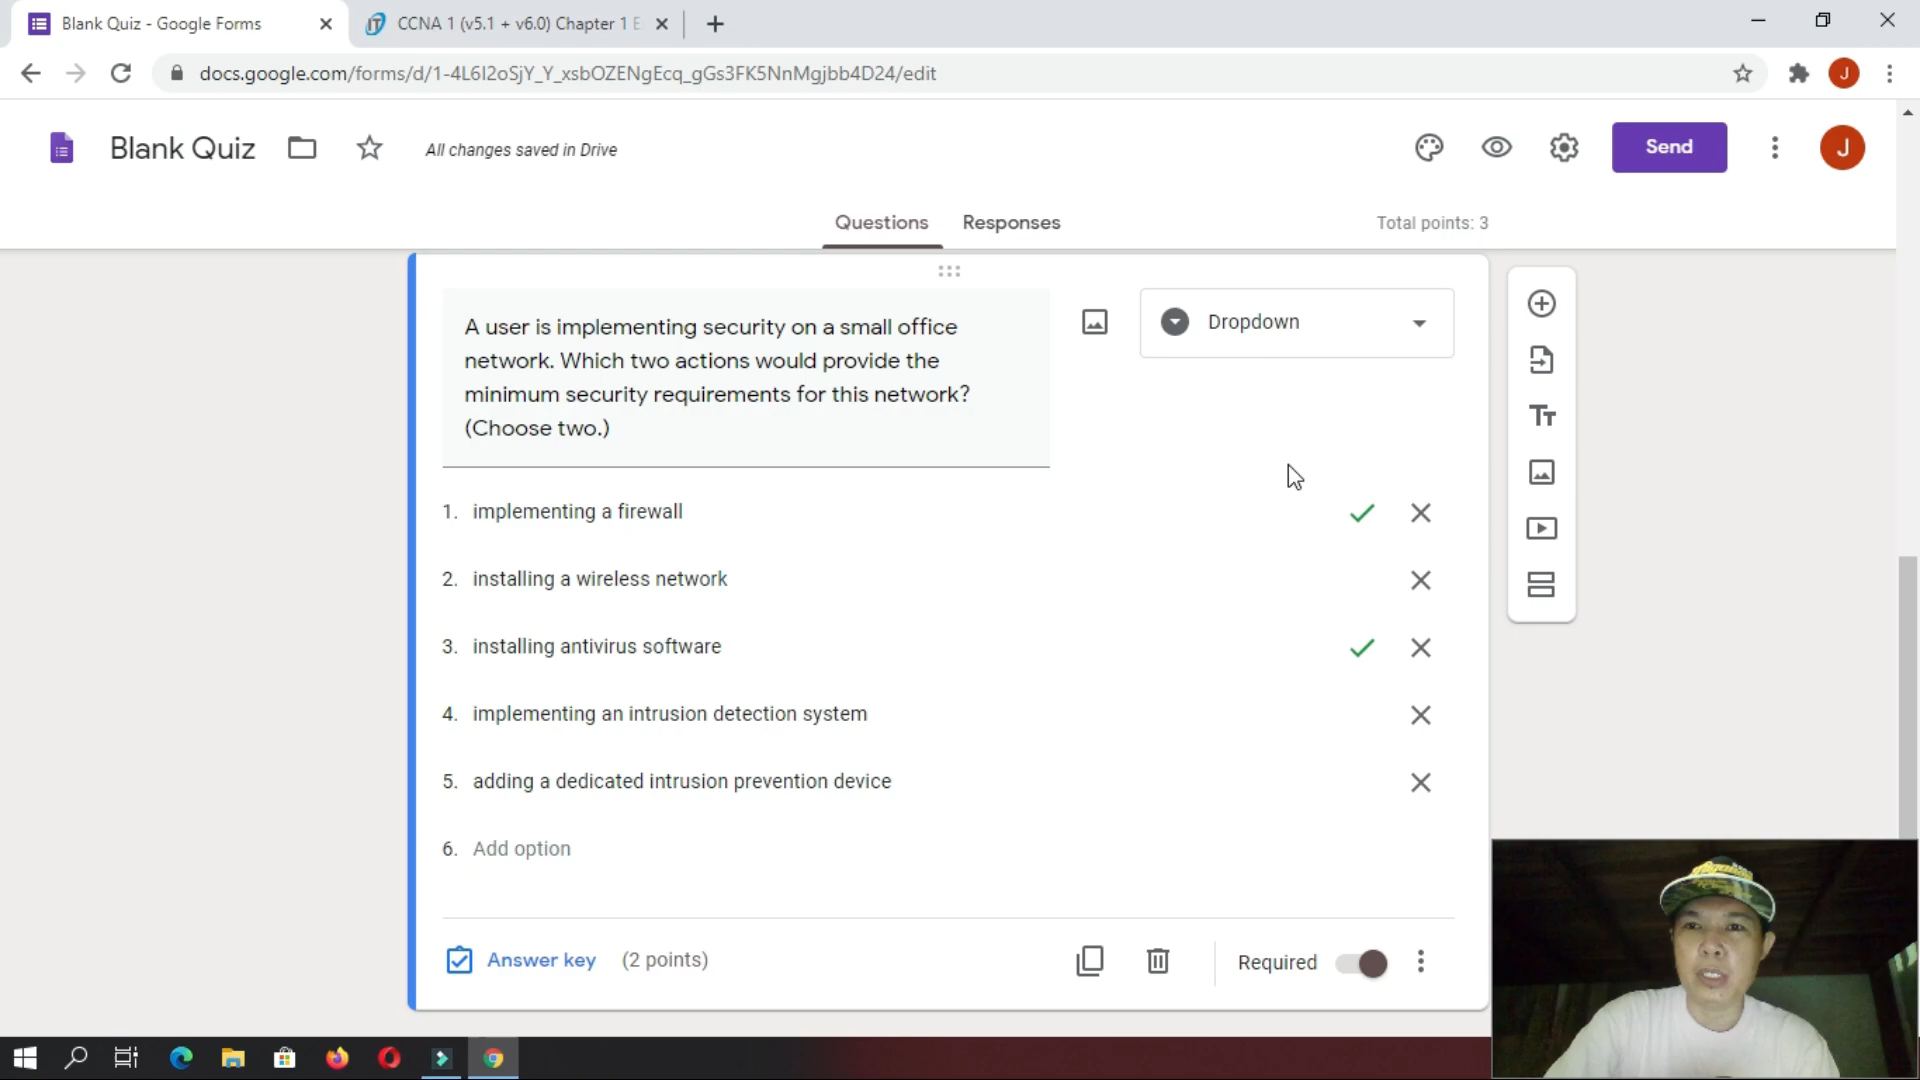 Blank Quiz - Google Forms
CCNA 1 (v5.1 + v6.0) Chapter 1 E
docs.google.com/forms/d/1-4L6I2oSjY_Y_xsbOZENgEcq_gGs3FK5NnMgjbb4D24/edit
J
Blank Quiz
All changes saved in Drive
Send
J
Questions
Responses
Total points: 3
A user is implementing security on a small office
network. Which two actions would provide the
minimum security requirements for this network?
(Choose two.)
Dropdown
1. implementing a firewall
2. installing a wireless network
3. installing antivirus software
4. implementing an intrusion detection system
5. adding a dedicated intrusion prevention device
6. Add option
Answer key
(2 points)
Required